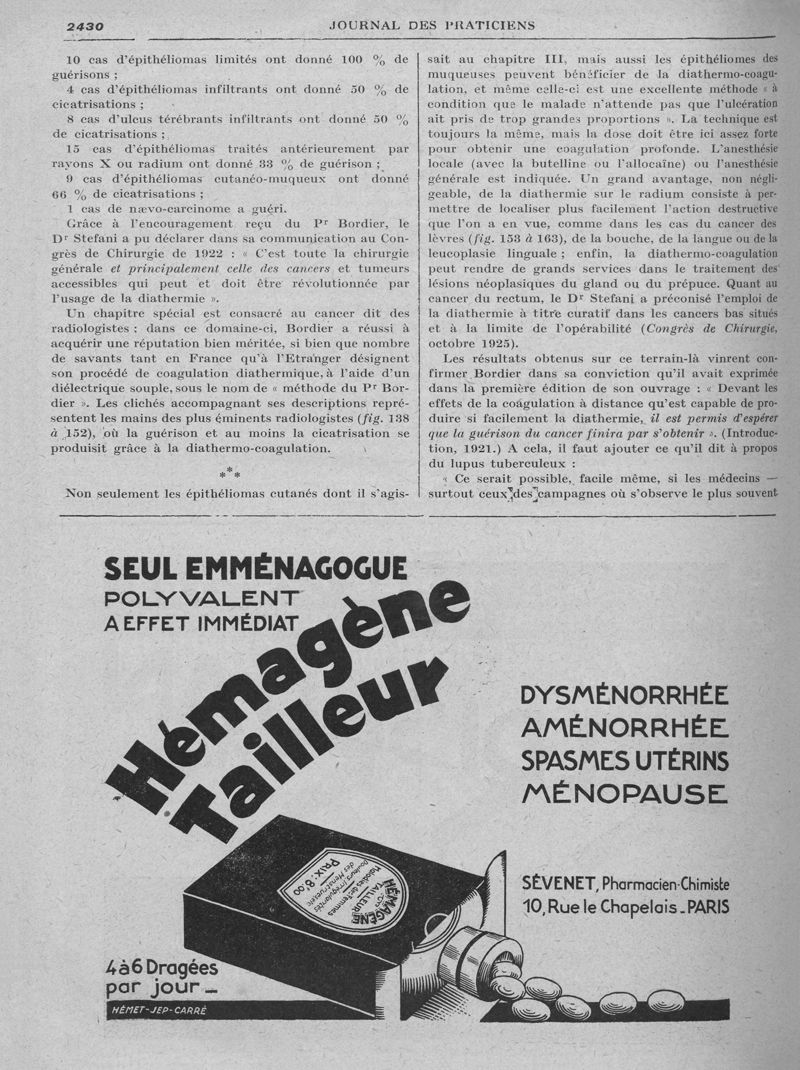 2430
JOURNAL DES PRATICIENS
10 cas d'épithéliomas limités ont donné 100 % de
guérisons ;
4 cas d'épithéliomas infiltrants ont donné 50 % de
cicatrisations ;
8 cas d'ulcus térébrants infiltrants ont donné 50 %
de cicatrisations ;
15 cas d'épithéliomas traités antérieurement par
rayons X ou radium ont donné 33 % de guérison ;
9 cas d'épithéliomas cutanéo-muqueux ont donné
66 % de cicatrisations ;
1 cas de nævo-carcinome a guéri.
Grâce à l'encouragement reçu du Pr Bordier, le
Dr Stefani a pu déclarer dans sa communication au Con-
grès de Chirurgie de 1922 : « C'est toute la chirurgie
générale et principalement celle des cancers et tumeurs
accessibles qui peut et doit être révolutionnée par
l'usage de la diathermie ».
Un chapitre spécial est consacré au cancer dit des
radiologistes ; dans ce domaine-ci, Bordier a réussi à
acquérir une réputation bien méritée, si bien que nombre
de savants tant en France qu'à l'Etranger désignent
son procédé de coagulation diathermique, à l'aide d'un
diélectrique souple, sous le nom de « méthode du Pr Bor-
dier ». Les clichés accompagnant ses descriptions repré-
sentent les mains des plus éminents radiologistes (fig. 138
à 152), où la guérison et au moins la cicatrisation se
produisit grâce à la diathermo-coagulation.
***
Non seulement les épithéliomas cutanés dont il s'agis-
sait au chapitre III, mais aussi les épithéliomes des
muqueuses peuvent bénéficier de la diathermo-coagu-
lation, et même celle-ci est une excellente méthode « à
condition que le malade n'attende pas que l'ulcération
ait pris de trop grandes proportions ». La technique est
toujours la même, mais la dose doit être ici assez forte
pour obtenir une coagulation profonde. L'anesthésie
locale (avec la butelline ou l'allocaïne) ou l'anesthésie
générale est indiquée. Un grand avantage, non négli-
geable, de la diathermie sur le radium consiste à per-
mettre de localiser plus facilement l'action destructive
que l'on a en vue, comme dans les cas du cancer des
lèvres (fig. 153 à 163), de la bouche, de la langue ou de la
leucoplasie linguale ; enfin, la diathermo-coagulation
peut rendre de grands services dans le traitement des
lésions néoplasiques du gland ou du prépuce. Quant au
cancer du rectum, le Dr Stefani a préconisé l'emploi de
la diathermie à titre curatif dans les cancers bas situés
et à la limite de l'opérabilité (Congrès de Chirurgie,
octobre 1925).
Les résultats obtenus sur ce terrain-là vinrent con-
firmer Bordier dans sa conviction qu'il avait exprimée
dans la première édition de son ouvrage : « Devant les
effets de la coagulation à distance qu'est capable de pro-
duire si facilement la diathermie, il est permis d'espérer
que la guérison du cancer finira par s'obtenir ». (Introduc-
tion, 1921.) A cela, il faut ajouter ce qu'il dit à propos
du lupus tuberculeux :
« Ce serait possible, facile même, si les médecins —
surtout ceux des campagnes où s'observe le plus souvent
SEUL EMMÉNAGOGUE
POLYVALENT
A EFFET IMMÉDIAT
Hémagène
Tailleur
DYSMÉNORRHÉE
AMÉNORRHÉE
SPASMES UTÉRINS
MÉNOPAUSE
SÉVENET, Pharmacien-Chimiste
10, Rue le Chapelais _ PARIS
HÉMAGÈNE
TAILLEUR
Maladies des Femmes
Douleurs, Irrégularités
des Menstruations
PRIX: 8.00
4 à 6 Dragées
par jour _
HÉMET-JEP-CARRÉ